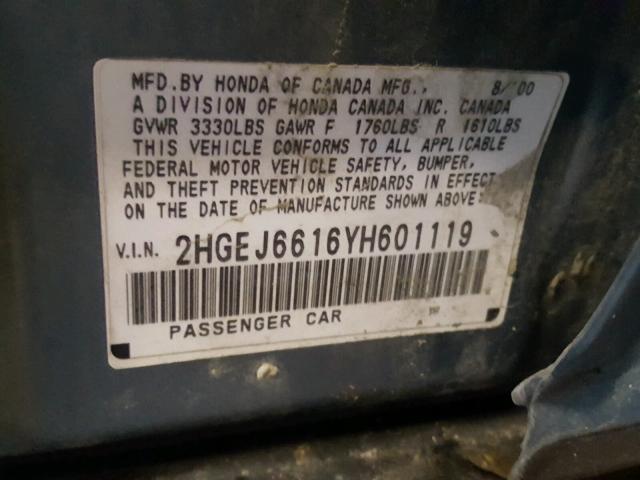 MFD.BY HONDA OF CANADA MFG., 8/00
A DIVISION OF HONDA CANADA INC. CANADA
GVWR 3330LBS GAWR F 1760LBS R 1610LBS
THIS VEHICLE CONFORMS TO ALL APPLICABLE
FEDERAL MOTOR VEHICLE SAFETY, BUMPER,
AND THEFT PREVENTION STANDARDS IN EFFECT
ON THE DATE OF MANUFACTURE SHOWN ABOVE:
V.I.N. 2HGEJ6616YH601119
PASSENGER CAR A